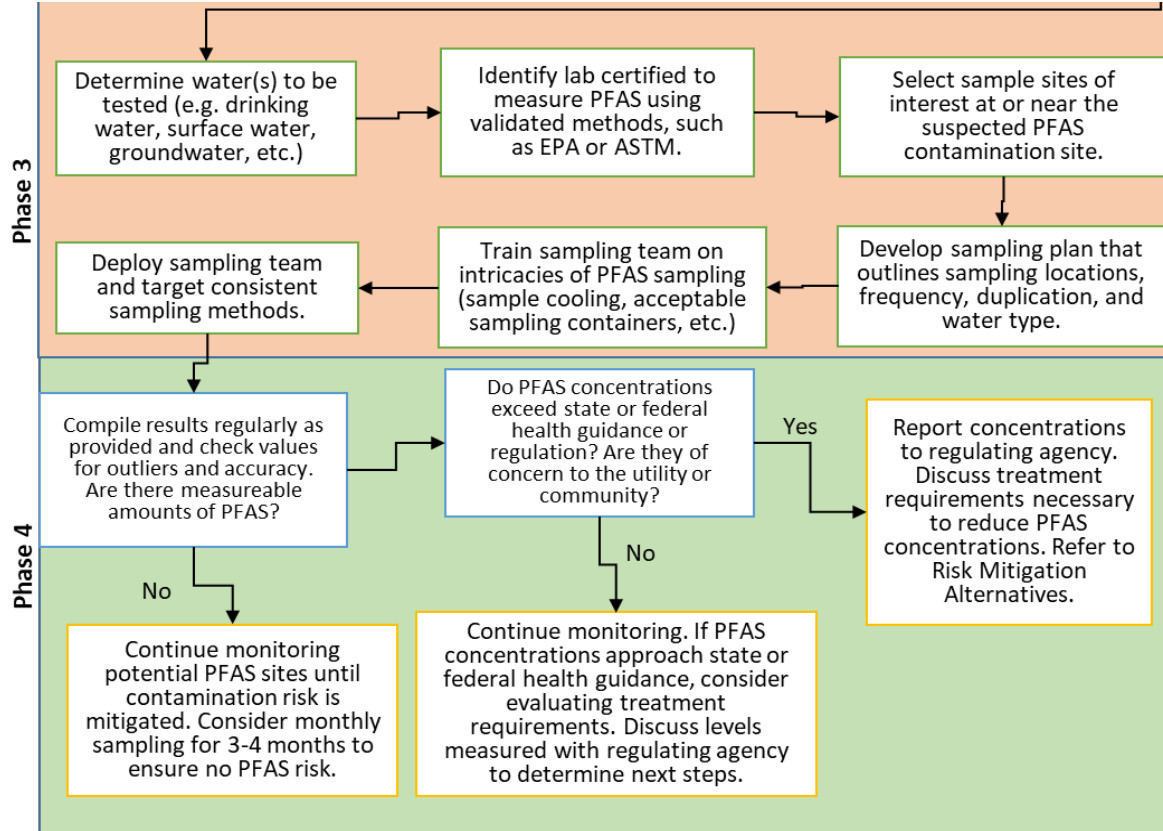 Phase 3
Determine water(s) to be
tested (e.g. drinking
water, surface water,
groundwater, etc.)
Identify lab certified to
measure PFAS using
validated methods, such
as EPA or ASTM.
Select sample sites of
interest at or near the
suspected PFAS
contamination site.
Develop sampling plan that
outlines sampling locations,
frequency, duplication, and
water type.
Train sampling team on
intricacies of PFAS sampling
(sample cooling, acceptable
sampling containers, etc.)
Deploy sampling team
and target consistent
sampling methods.
Phase 4
Compile results regularly as
provided and check values
for outliers and accuracy.
Are there measureable
amounts of PFAS?
Do PFAS concentrations
exceed state or federal
health guidance or
regulation? Are they of
concern to the utility or
community?
Yes
Report concentrations
to regulating agency.
Discuss treatment
requirements necessary
to reduce PFAS
concentrations. Refer to
Risk Mitigation
Alternatives.
No
Continue monitoring
potential PFAS sites until
contamination risk is
mitigated. Consider monthly
sampling for 3-4 months to
ensure no PFAS risk.
No
Continue monitoring. If PFAS
concentrations approach state or
federal health guidance, consider
evaluating treatment
requirements. Discuss levels
measured with regulating agency
to determine next steps.